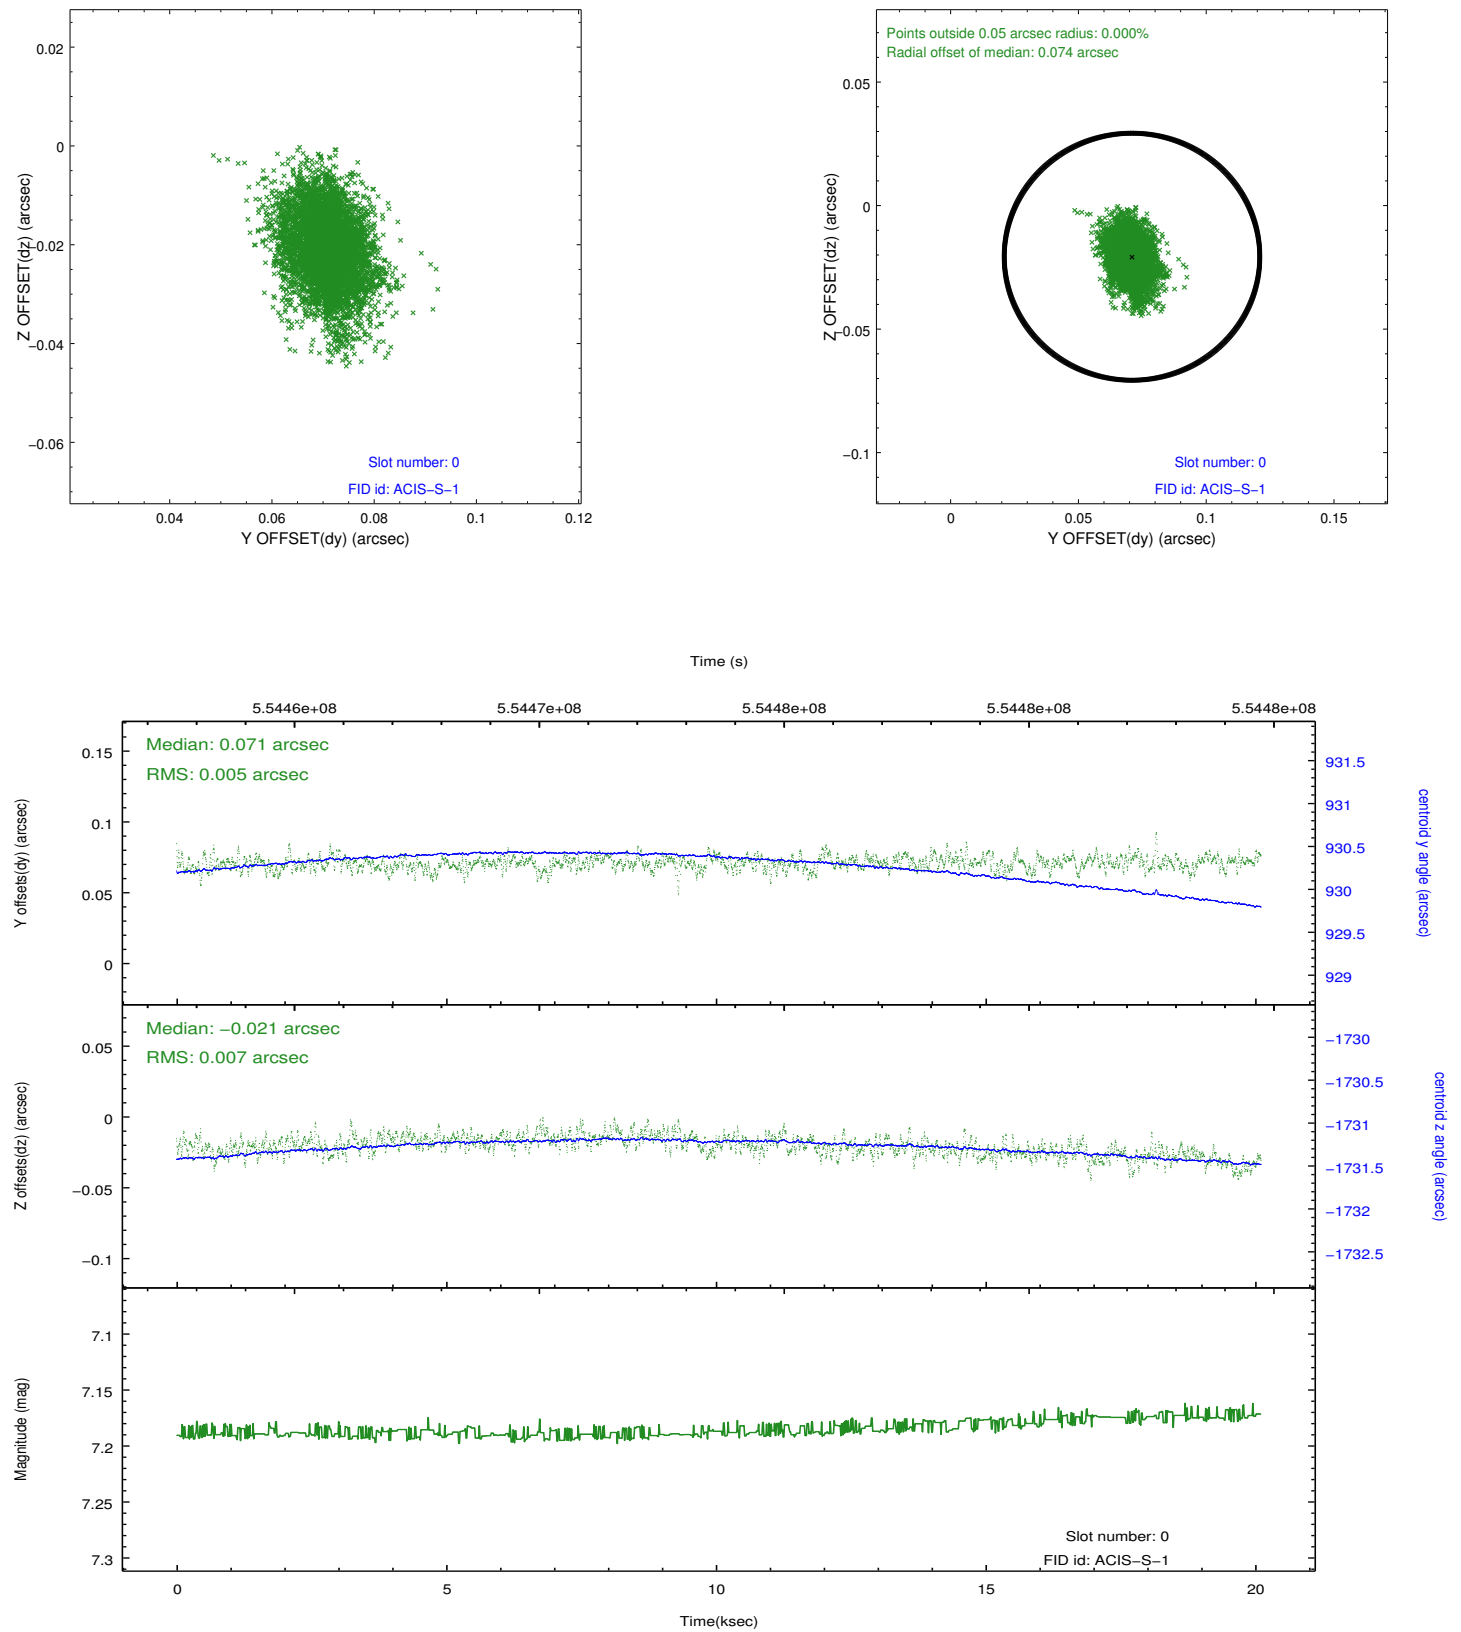 0.02
0
−0.02
−0.04
−0.06
Z OFFSET(dz) (arcsec)
Slot number: 0
FID id: ACIS−S−1
0.04
0.06
0.08
0.1
0.12
Y OFFSET(dy) (arcsec)
Points outside 0.05 arcsec radius: 0.000%
Radial offset of median: 0.074 arcsec
0.05
0
−0.05
−0.1
Z OFFSET(dz) (arcsec)
Slot number: 0
FID id: ACIS−S−1
0
0.05
0.1
0.15
Y OFFSET(dy) (arcsec)
Time (s)
5.5446e+08
5.5447e+08
5.5448e+08
5.5448e+08
5.5448e+08
Median: 0.071 arcsec
RMS: 0.005 arcsec
0.15
0.1
0.05
0
Y offsets(dy) (arcsec)
931.5
931
930.5
930
929.5
929
centroid y angle (arcsec)
Median: −0.021 arcsec
RMS: 0.007 arcsec
0.05
0
−0.05
−0.1
Z offsets(dz) (arcsec)
−1730
−1730.5
−1731
−1731.5
−1732
−1732.5
centroid z angle (arcsec)
7.1
7.15
7.2
7.25
7.3
Magnitude (mag)
Slot number: 0
FID id: ACIS−S−1
0
5
10
15
20
Time(ksec)